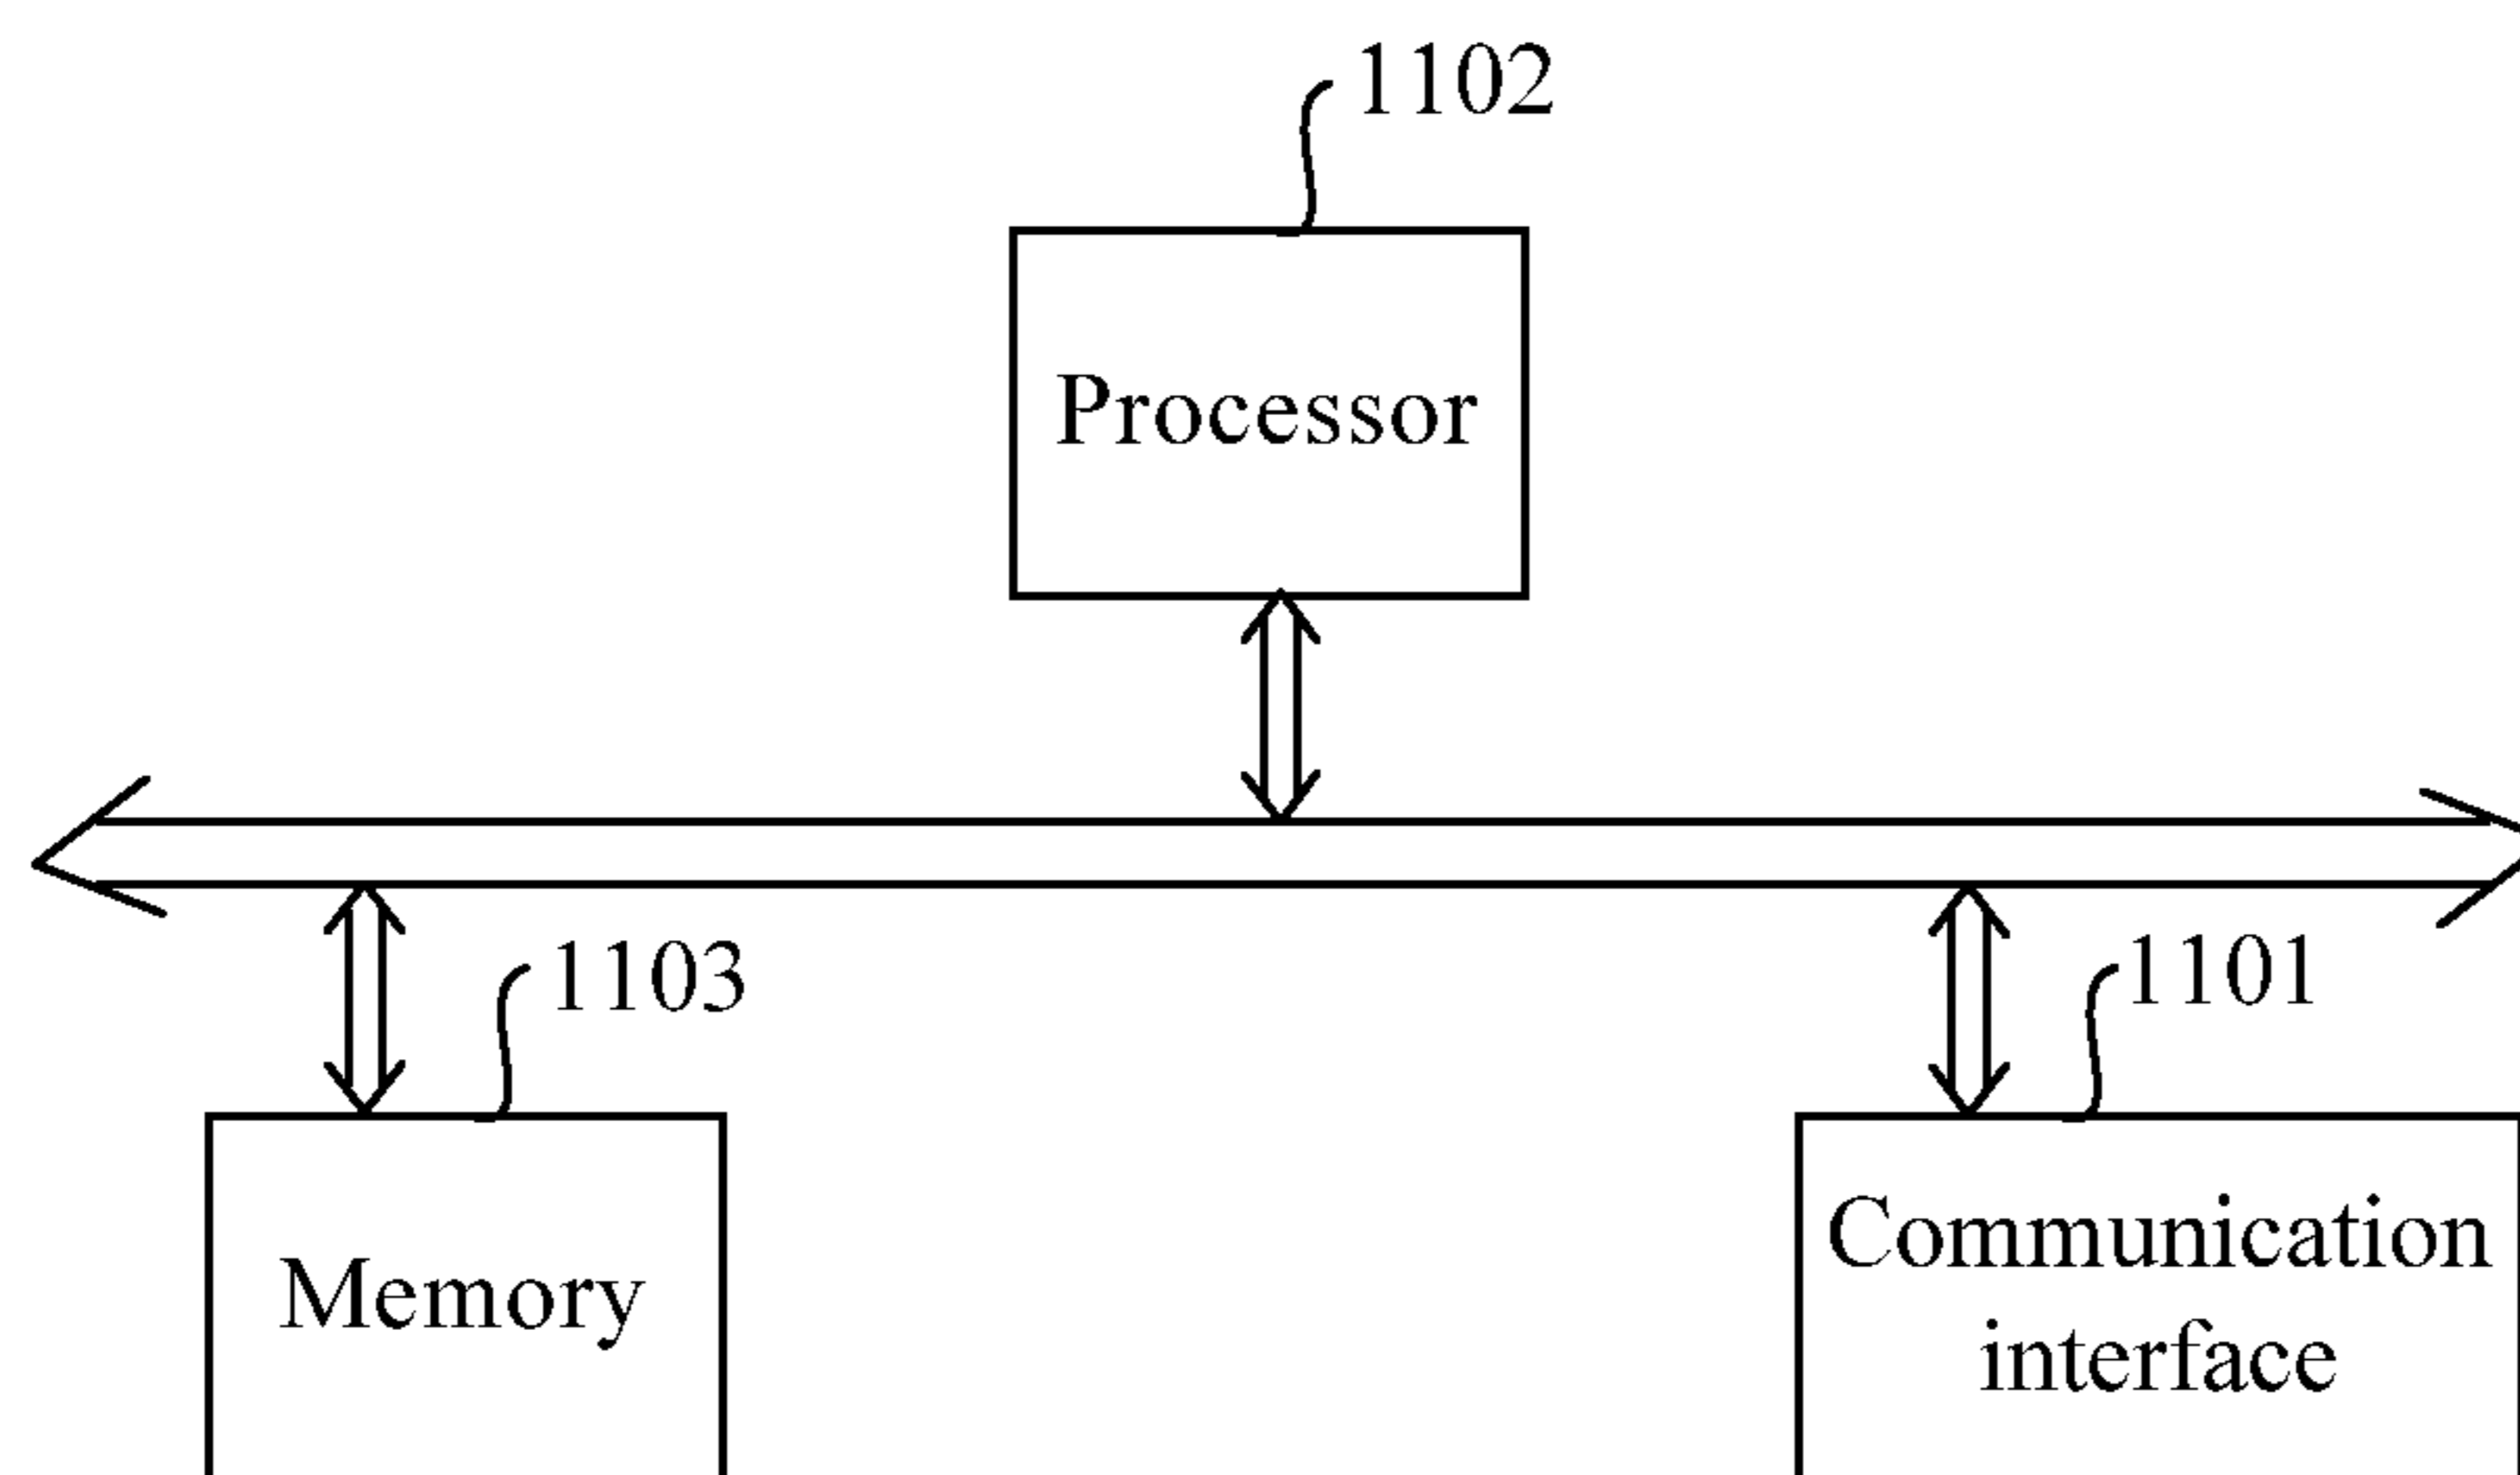 1102
Processor
1103
1101
Memory
Communication
interface